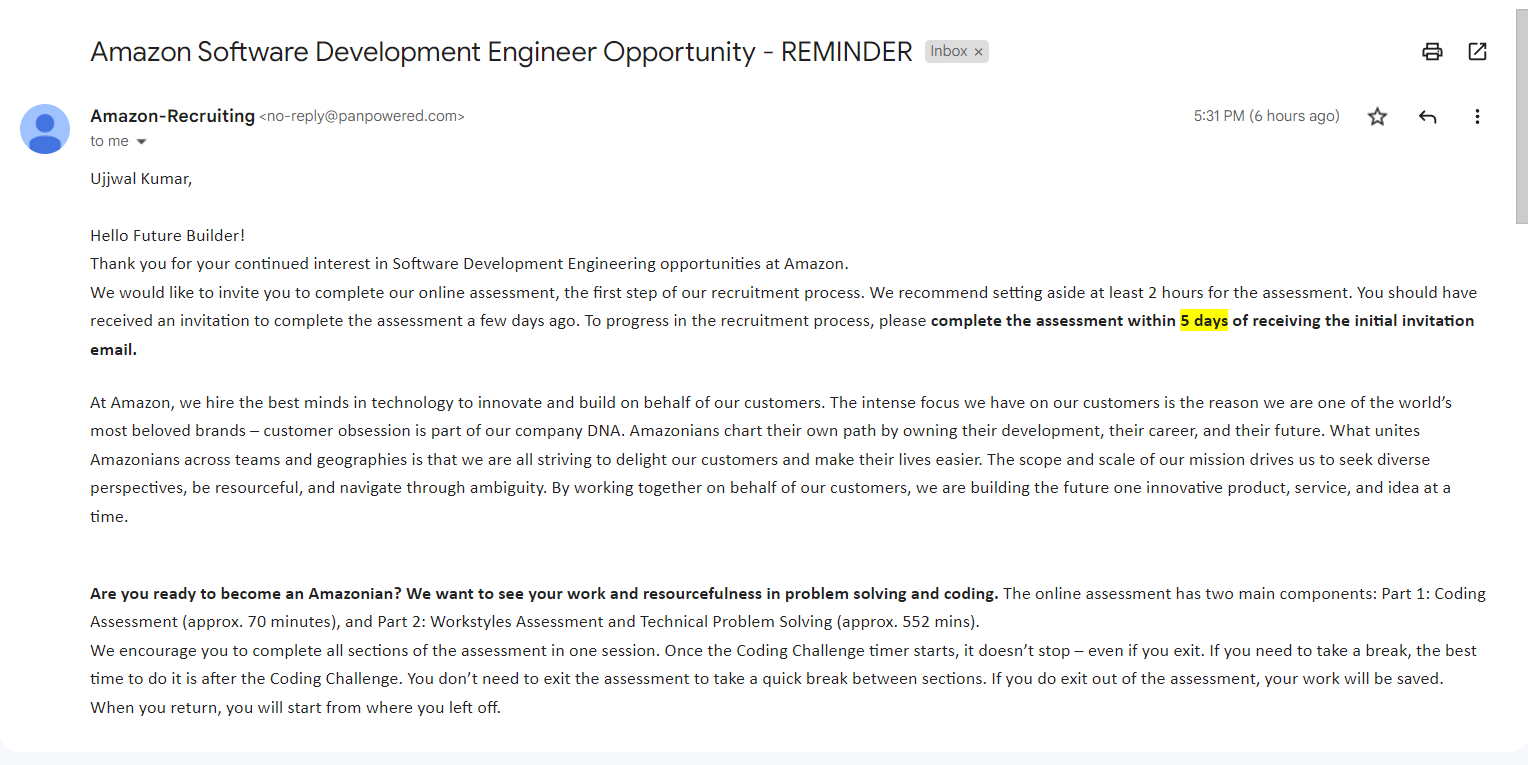 Amazon Software Development Engineer Opportunity - REMINDER Inbox ×
Amazon-Recruiting <no-reply@panpowered.com> 5:31 PM (6 hours ago)
to me
Ujjwal Kumar,
Hello Future Builder!
Thank you for your continued interest in Software Development Engineering opportunities at Amazon.
We would like to invite you to complete our online assessment, the first step of our recruitment process. We recommend setting aside at least 2 hours for the assessment. You should have
received an invitation to complete the assessment a few days ago. To progress in the recruitment process, please complete the assessment within 5 days of receiving the initial invitation
email.
At Amazon, we hire the best minds in technology to innovate and build on behalf of our customers. The intense focus we have on our customers is the reason we are one of the world’s
most beloved brands – customer obsession is part of our company DNA. Amazonians chart their own path by owning their development, their career, and their future. What unites
Amazonians across teams and geographies is that we are all striving to delight our customers and make their lives easier. The scope and scale of our mission drives us to seek diverse
perspectives, be resourceful, and navigate through ambiguity. By working together on behalf of our customers, we are building the future one innovative product, service, and idea at a
time.
Are you ready to become an Amazonian? We want to see your work and resourcefulness in problem solving and coding. The online assessment has two main components: Part 1: Coding
Assessment (approx. 70 minutes), and Part 2: Workstyles Assessment and Technical Problem Solving (approx. 552 mins).
We encourage you to complete all sections of the assessment in one session. Once the Coding Challenge timer starts, it doesn’t stop – even if you exit. If you need to take a break, the best
time to do it is after the Coding Challenge. You don’t need to exit the assessment to take a quick break between sections. If you do exit out of the assessment, your work will be saved.
When you return, you will start from where you left off.